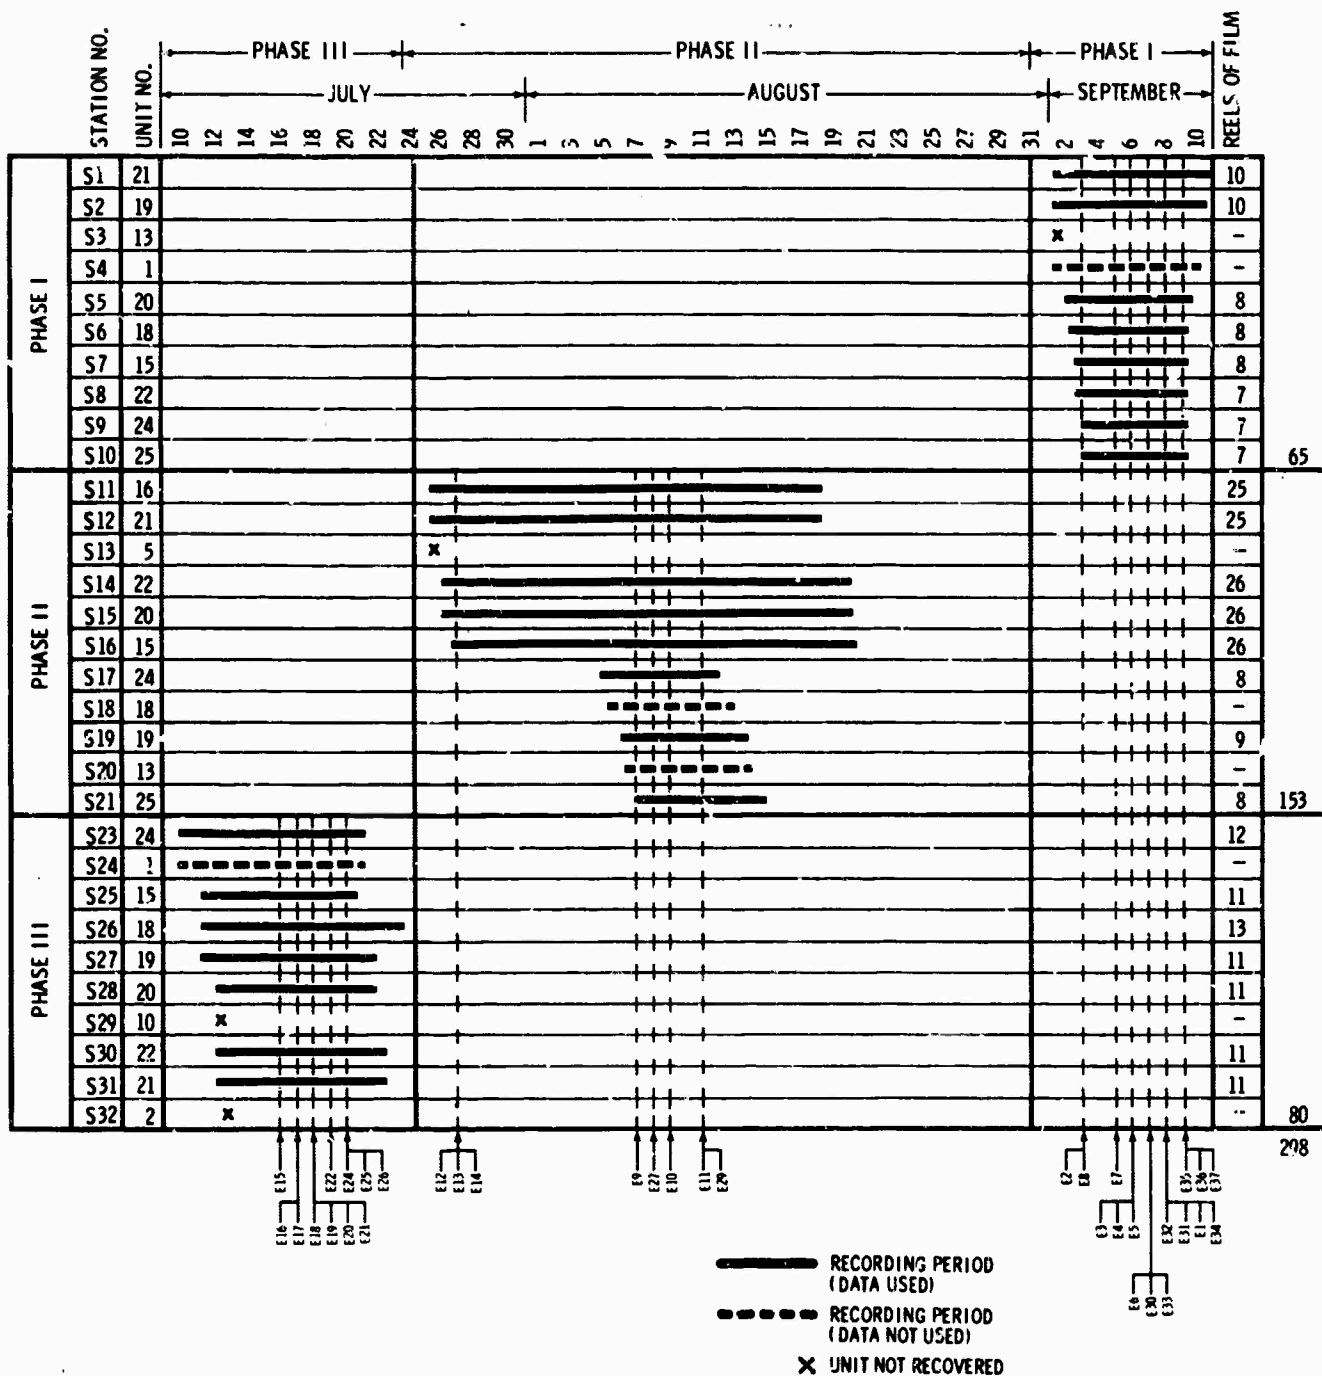 PHASE III PHASE II PHASE I
JULY AUGUST SEPTEMBER
STATION NO. UNIT NO. 10 12 14 16 18 20 22 24 26 28 30 1 5 7 9 11 13 15 17 19 21 23 25 27 29 31 2 4 6 8 10 REELS OF FILM
PHASE I
S1 21 10
S2 19 10
S3 13 x -
S4 1 -
S5 20 8
S6 18 8
S7 15 8
S8 22 7
S9 24 7
S10 25 7 65
PHASE II
S11 16 25
S12 21 25
S13 5 x -
S14 22 26
S15 20 26
S16 15 26
S17 24 8
S18 18 -
S19 19 9
S20 13 -
S21 25 8 153
PHASE III
S23 24 12
S24 1 -
S25 15 11
S26 18 13
S27 19 11
S28 20 11
S29 10 x -
S30 22 11
S31 21 11
S32 2 x - 80
298
E15 E22 E24 E25 E26 E12 E13 E14 E9 E27 E10 E11 E29 E2 E8 E7 E35 E36 E37
E16 E17 E18 E19 E20 E21 E3 E4 E5 E32 E31 E1 E34
E6 E30 E33
RECORDING PERIOD
(DATA USED)
RECORDING PERIOD
(DATA NOT USED)
x UNIT NOT RECOVERED